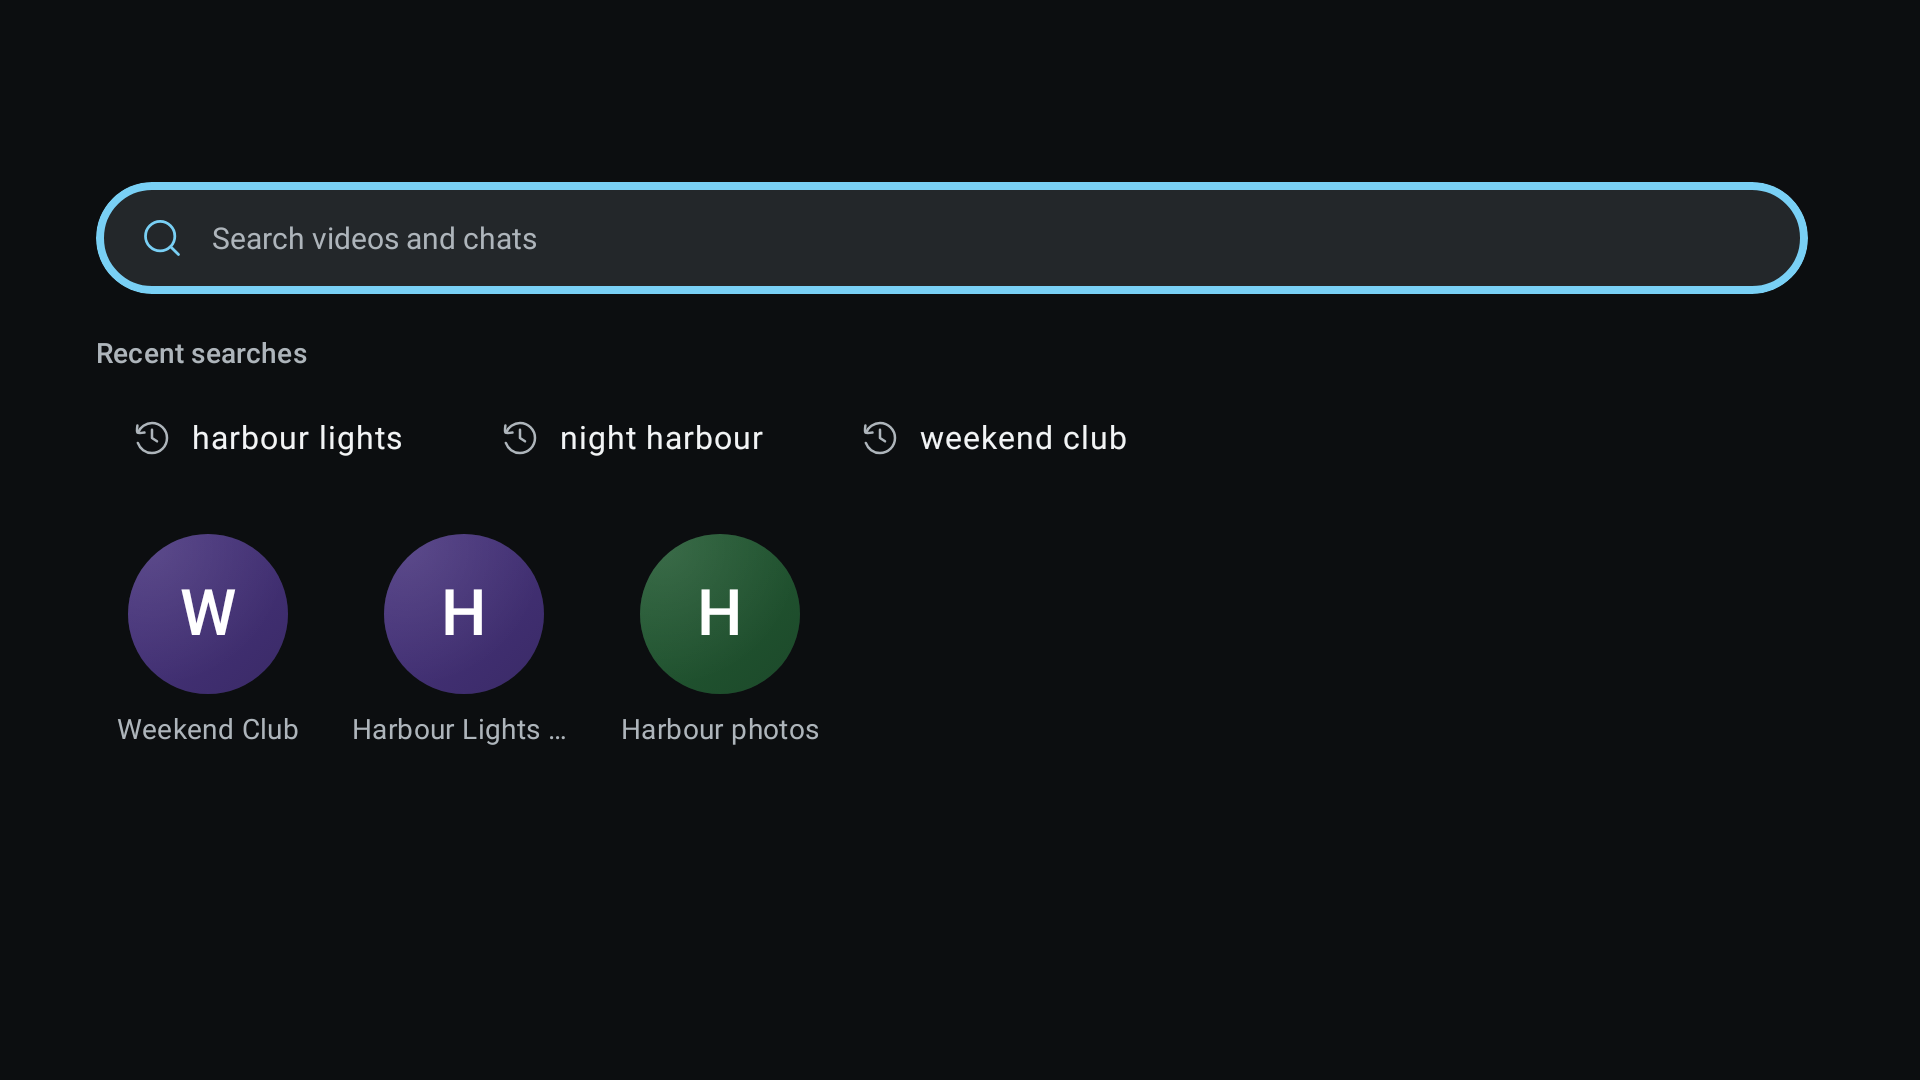 Search videos and chats
Recent searches
harbour lights
night harbour
weekend club
W
H
H
Weekend Club
Harbour Lights ...
Harbour photos